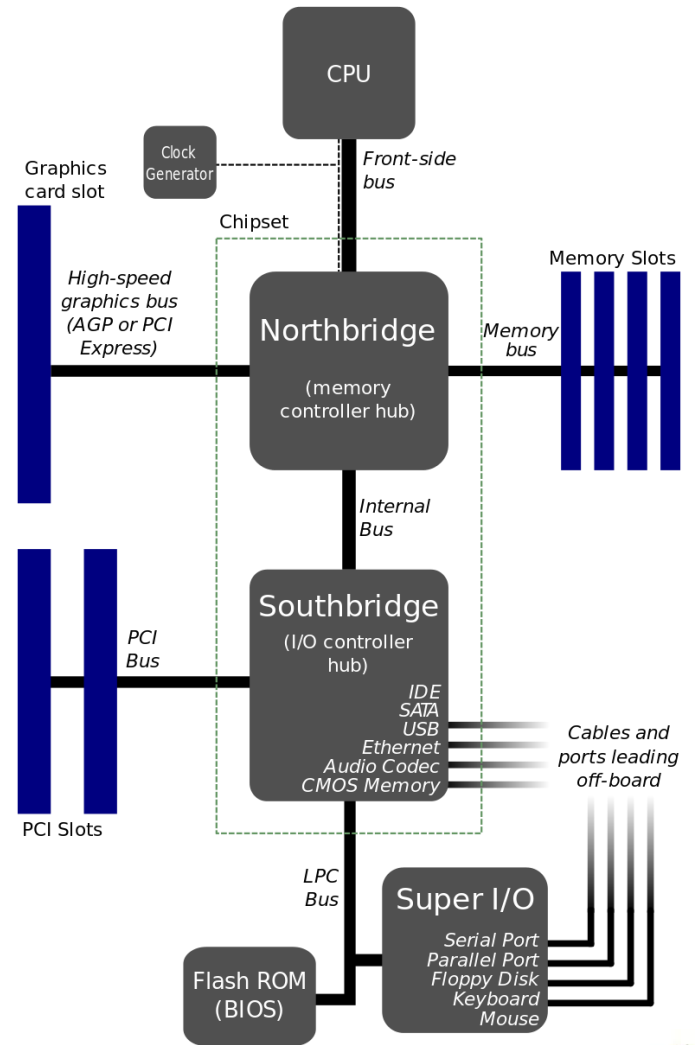 CPU
Clock
Generator
Front-side
bus
Graphics
card slot
Chipset
High-speed
graphics bus
(AGP or PCI
Express)
Northbridge
(memory
controller hub)
Memory
bus
Memory Slots
Internal
Bus
Southbridge
(I/O controller
hub)
PCI
Bus
IDE
SATA
USB
Ethernet
Audio Codec
CMOS Memory
Cables and
ports leading
off-board
PCI Slots
LPC
Bus
Super I/O
Serial Port
Parallel Port
Floppy Disk
Keyboard
Mouse
Flash ROM
(BIOS)